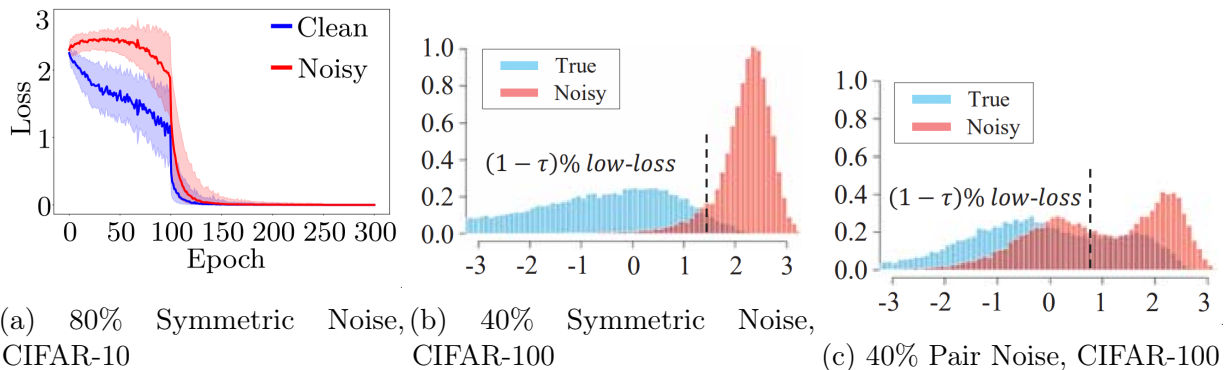 3
2
1
0
Loss
Clean
Noisy
0 50 100 150 200 250 300
Epoch
(a) 80% Symmetric Noise,
CIFAR-10
1.0
0.8
0.6
0.4
0.2
0.0
True
Noisy
(1 − τ)% low-loss
-3 -2 -1 0 1 2 3
(b) 40% Symmetric Noise,
CIFAR-100
1.0
0.8
0.6
0.4
0.2
0.0
True
Noisy
(1 − τ)% low-loss
-3 -2 -1 0 1 2 3
(c) 40% Pair Noise, CIFAR-100